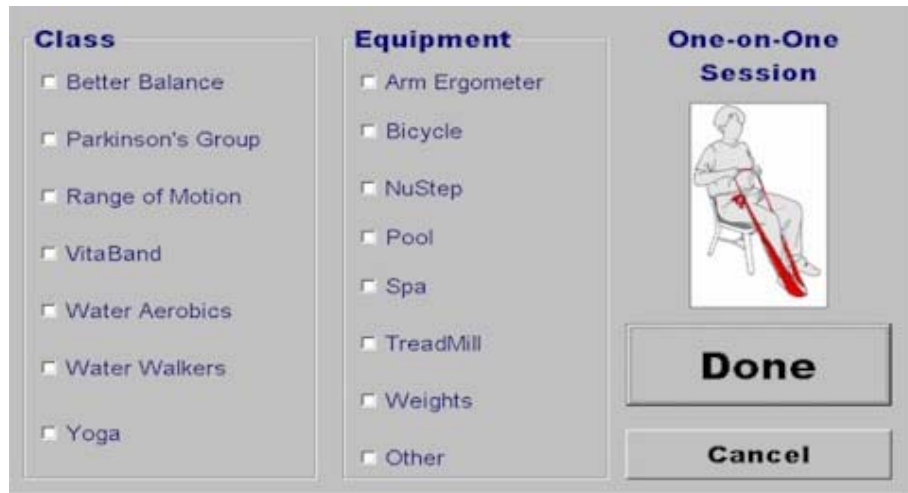 Class
Better Balance
Parkinson's Group
Range of Motion
VitaBand
Water Aerobics
Water Walkers
Yoga
Equipment
Arm Ergometer
Bicycle
NuStep
Pool
Spa
TreadMill
Weights
Other
One-on-One
Session
Done
Cancel